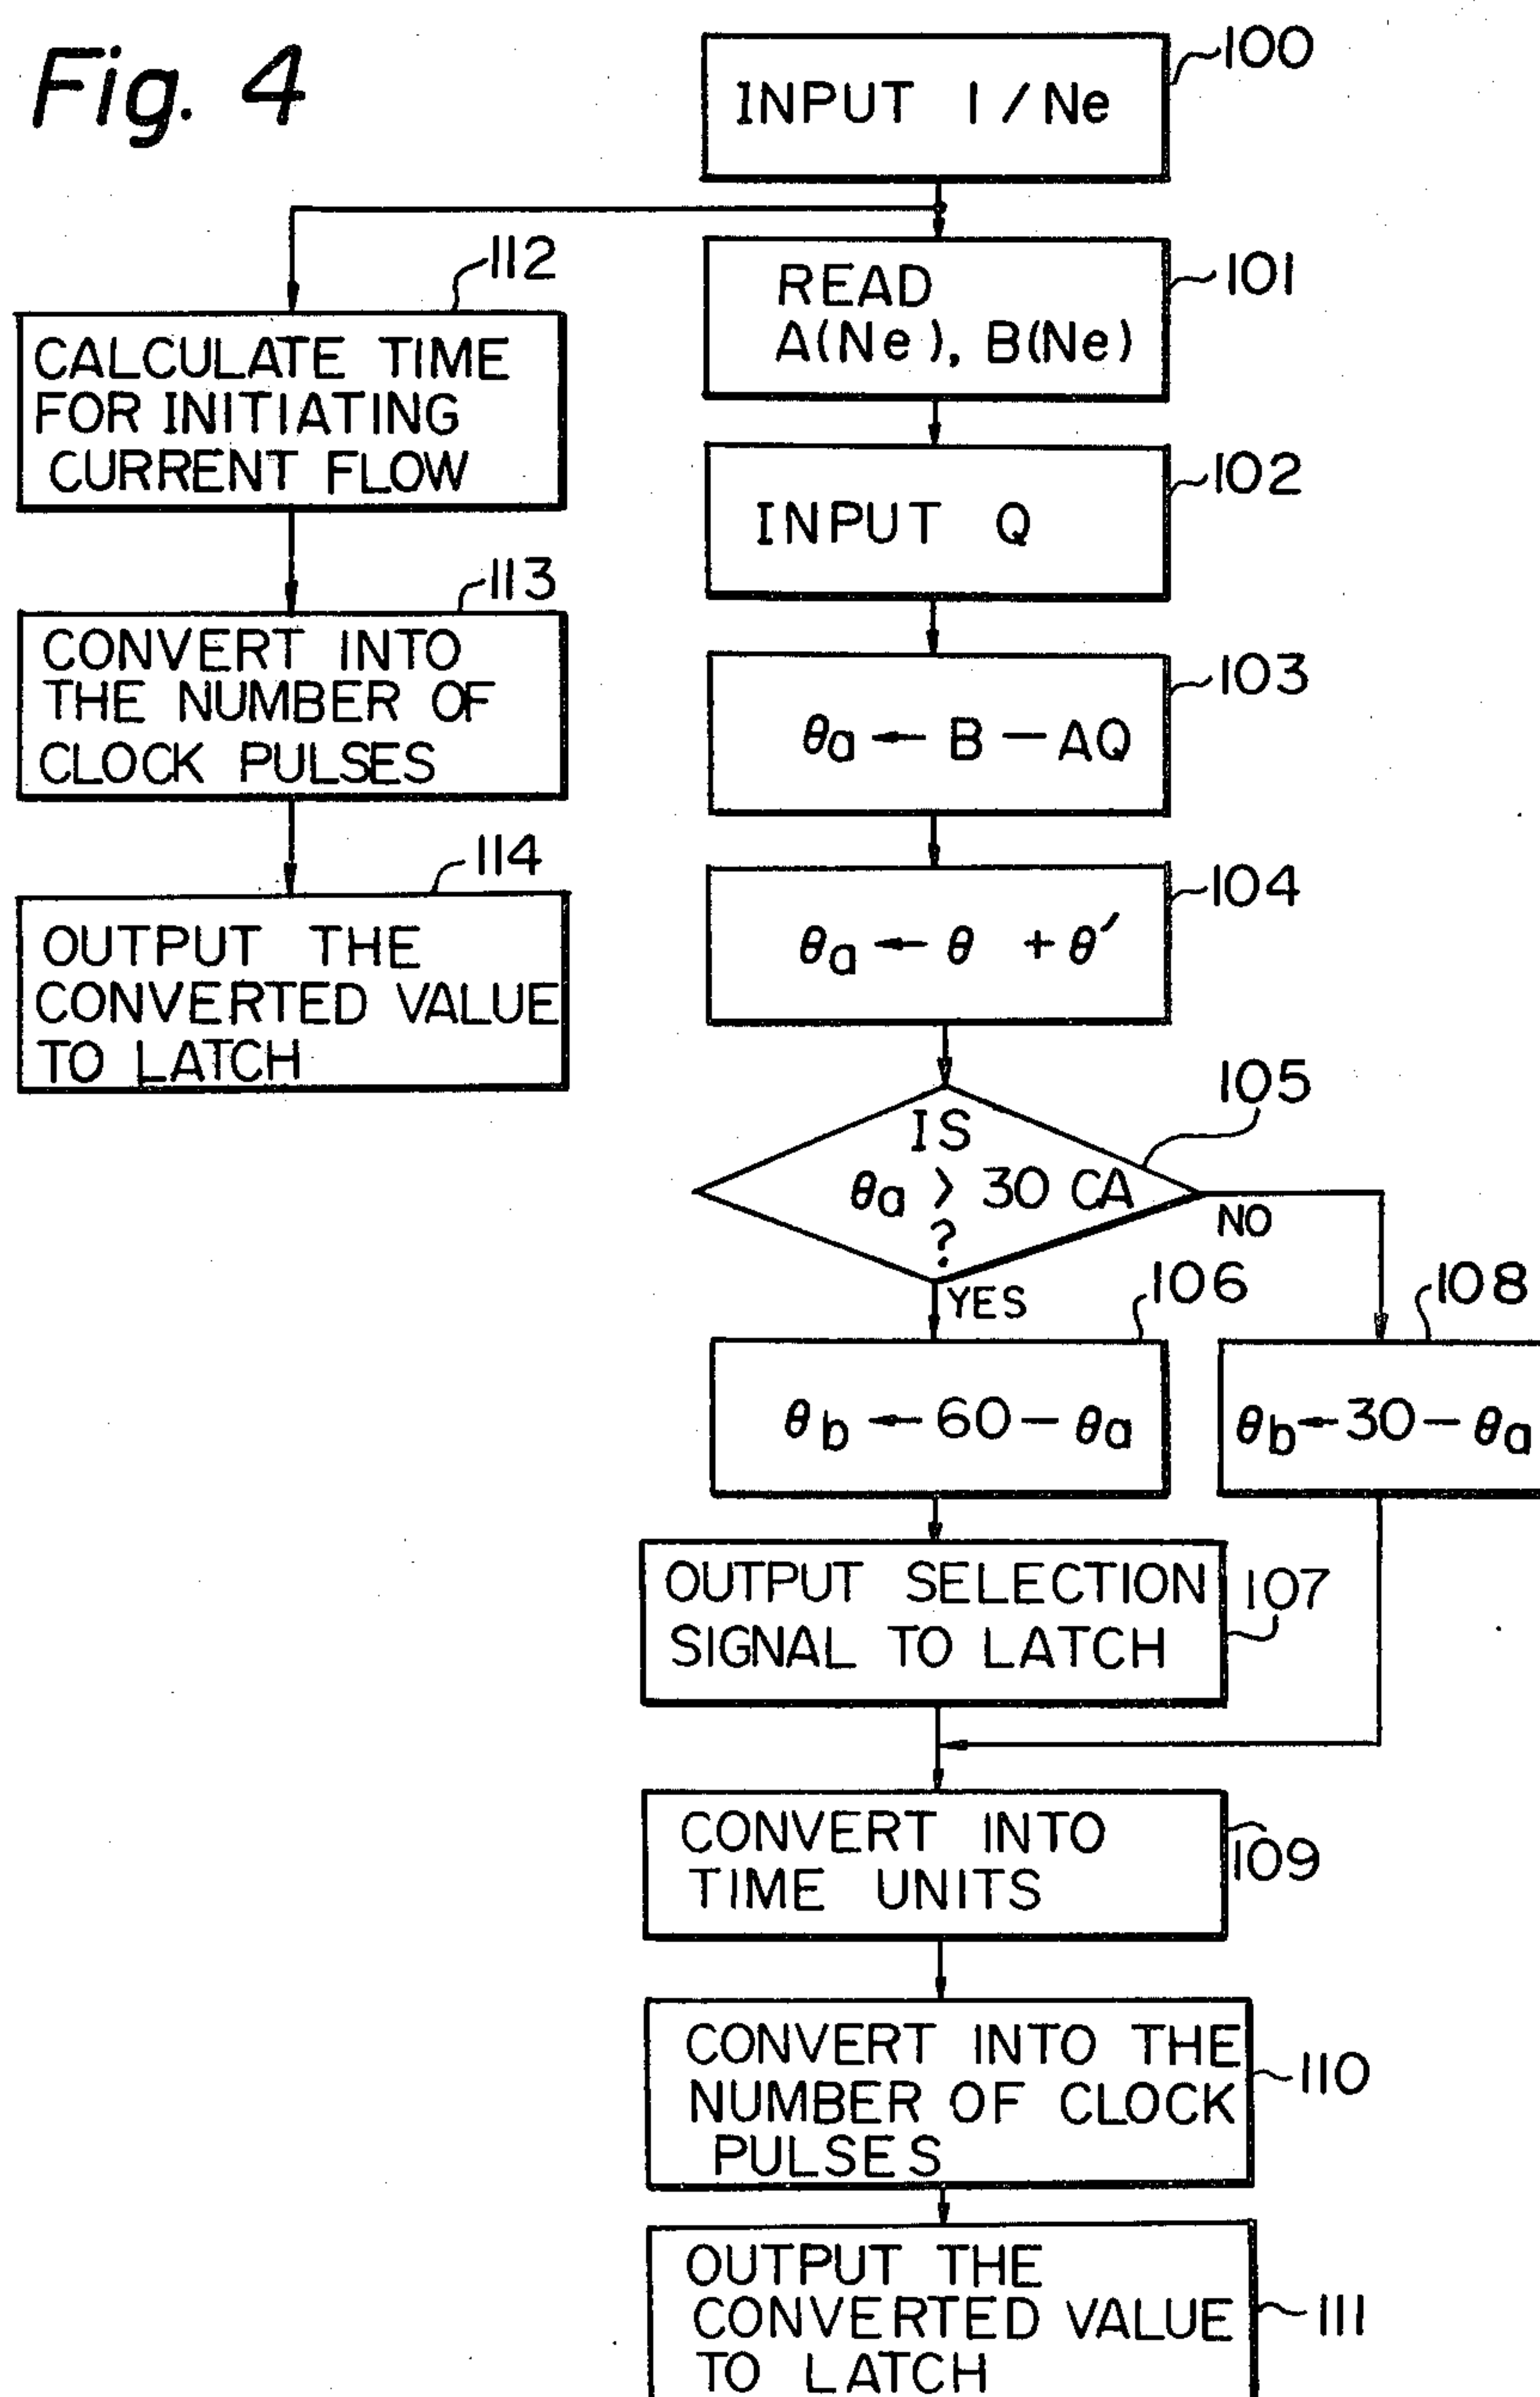 Fig. 4
100
INPUT 1/Ne
112
CALCULATE TIME
FOR INITIATING
CURRENT FLOW
113
CONVERT INTO
THE NUMBER OF
CLOCK PULSES
114
OUTPUT THE
CONVERTED VALUE
TO LATCH
101
READ
A(Ne), B(Ne)
102
INPUT Q
103
θa ← B — AQ
104
θa ← θ + θ′
105
IS
θa > 30 CA
?
NO
YES
106
θb ← 60 — θa
108
θb ← 30 — θa
107
OUTPUT SELECTION
SIGNAL TO LATCH
109
CONVERT INTO
TIME UNITS
110
CONVERT INTO THE
NUMBER OF CLOCK
PULSES
111
OUTPUT THE
CONVERTED VALUE
TO LATCH